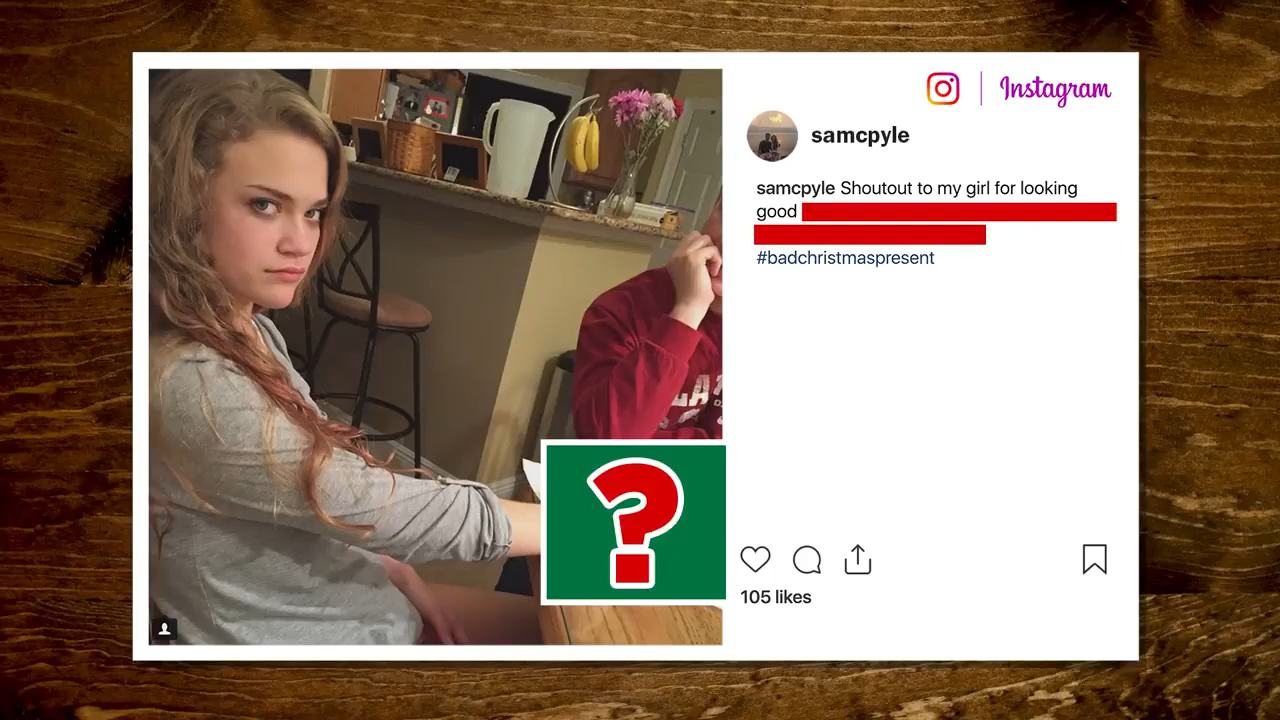 Instagram
samcpyle
samcpyle Shoutout to my girl for looking
good
#badchristmaspresent
?
105 likes